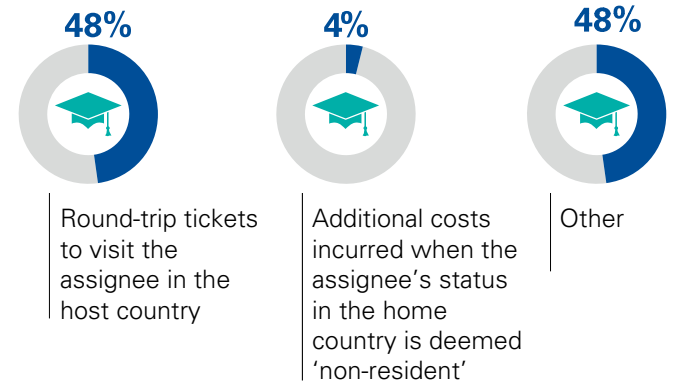 48%
Round-trip tickets
to visit the
assignee in the
host country
4%
Additional costs
incurred when the
assignee’s status
in the home
country is deemed
‘non-resident’
48%
Other